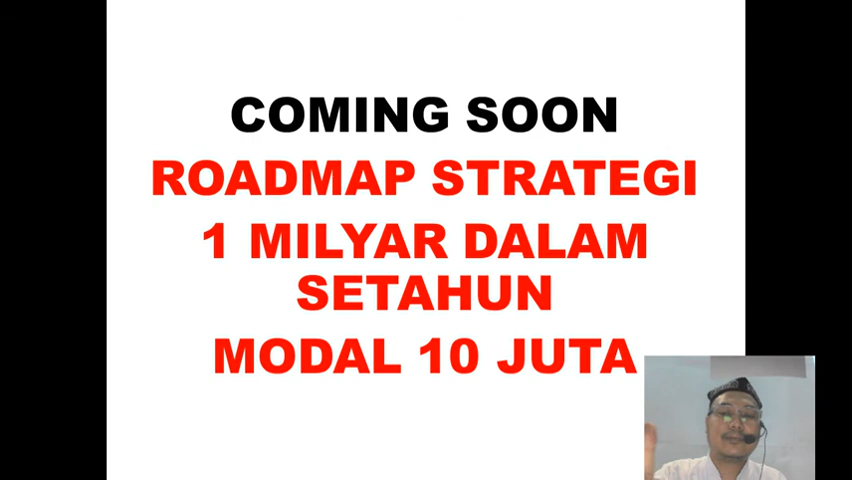 COMING SOON
ROADMAP STRATEGI
1 MILYAR DALAM
SETAHUN
MODAL 10 JUTA